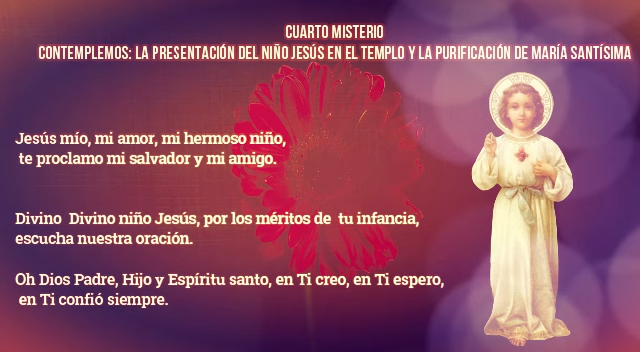 CUARTO MISTERIO
CONTEMPLEMOS: LA PRESENTACIÓN DEL NIÑO JESÚS EN EL TEMPLO Y LA PURIFICACIÓN DE MARÍA SANTÍSIMA
Jesús mío, mi amor, mi hermoso niño,
te proclamo mi salvador y mi amigo.
Divino Divino niño Jesús, por los méritos de tu infancia,
escucha nuestra oración.
Oh Dios Padre, Hijo y Espíritu santo, en Ti creo, en Ti espero,
en Ti confió siempre.